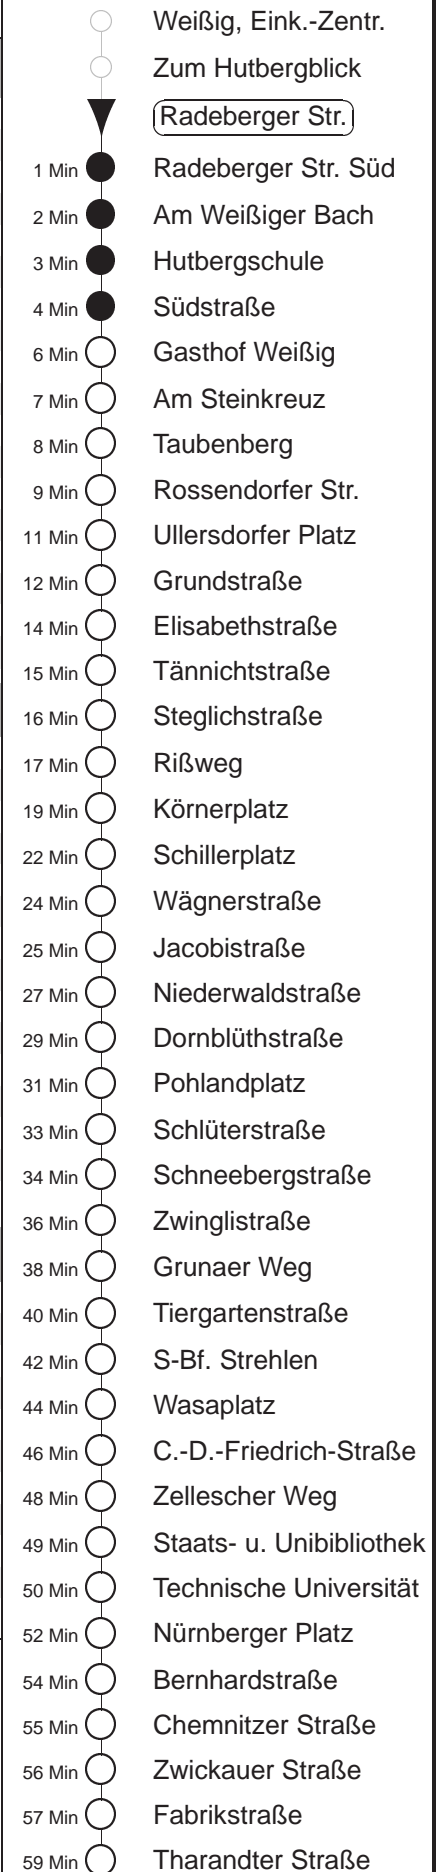 Weißig, Eink.-Zentr.
Zum Hutbergblick
Radeberger Str.
1 Min Radeberger Str. Süd
2 Min Am Weißiger Bach
3 Min Hutbergschule
4 Min Südstraße
6 Min Gasthof Weißig
7 Min Am Steinkreuz
8 Min Taubenberg
9 Min Rossendorfer Str.
11 Min Ullersdorfer Platz
12 Min Grundstraße
14 Min Elisabethstraße
15 Min Tännichtstraße
16 Min Steglichstraße
17 Min Rißweg
19 Min Körnerplatz
22 Min Schillerplatz
24 Min Wägnerstraße
25 Min Jacobistraße
27 Min Niederwaldstraße
29 Min Dornblüthstraße
31 Min Pohlandplatz
33 Min Schlüterstraße
34 Min Schneebergstraße
36 Min Zwinglistraße
38 Min Grunaer Weg
40 Min Tiergartenstraße
42 Min S-Bf. Strehlen
44 Min Wasaplatz
46 Min C.-D.-Friedrich-Straße
48 Min Zellescher Weg
49 Min Staats- u. Unibibliothek
50 Min Technische Universität
52 Min Nürnberger Platz
54 Min Bernhardstraße
55 Min Chemnitzer Straße
56 Min Zwickauer Straße
57 Min Fabrikstraße
59 Min Tharandter Straße